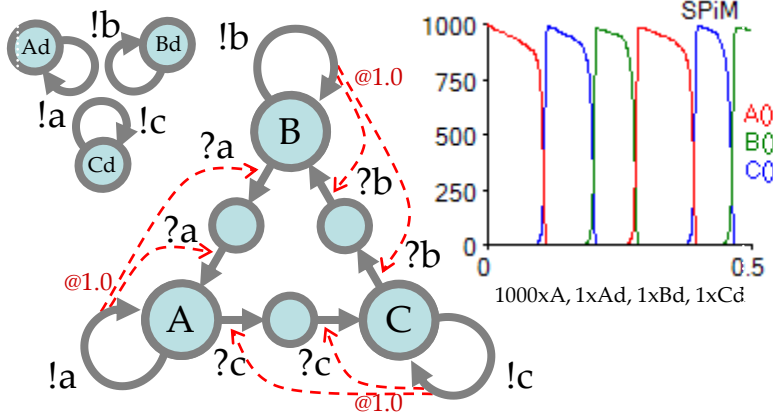 SPiM
!b
Ad
Bd
!b
1000
@1.0
!a
!c
750
B
A()
?a
500
B()
Cd
?b
C()
?a
250
?b
@1.0
0
0
0.5
1000xA, 1xAd, 1xBd, 1xCd
A
C
!a
?c
?c
!c
@1.0